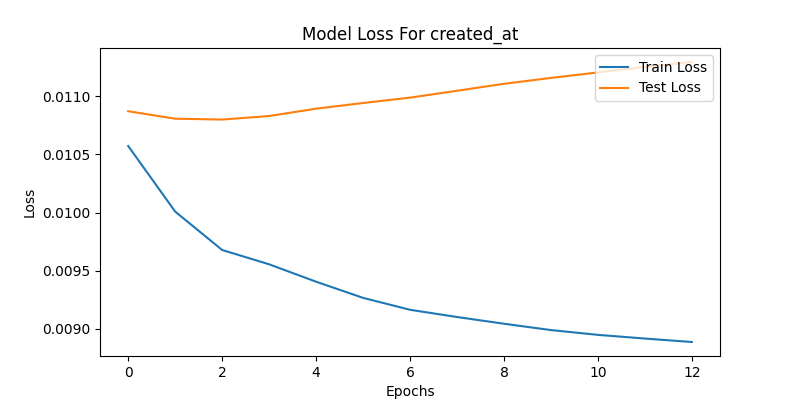 Model Loss For created_at
Train Loss
Test Loss
0.0110
0.0105
0.0100
0.0095
0.0090
Loss
0 2 4 6 8 10 12
Epochs